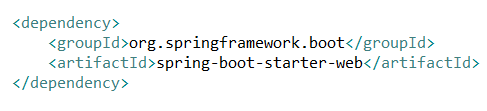 <dependency>
    <groupId>org.springframework.boot</groupId>
    <artifactId>spring-boot-starter-web</artifactId>
</dependency>